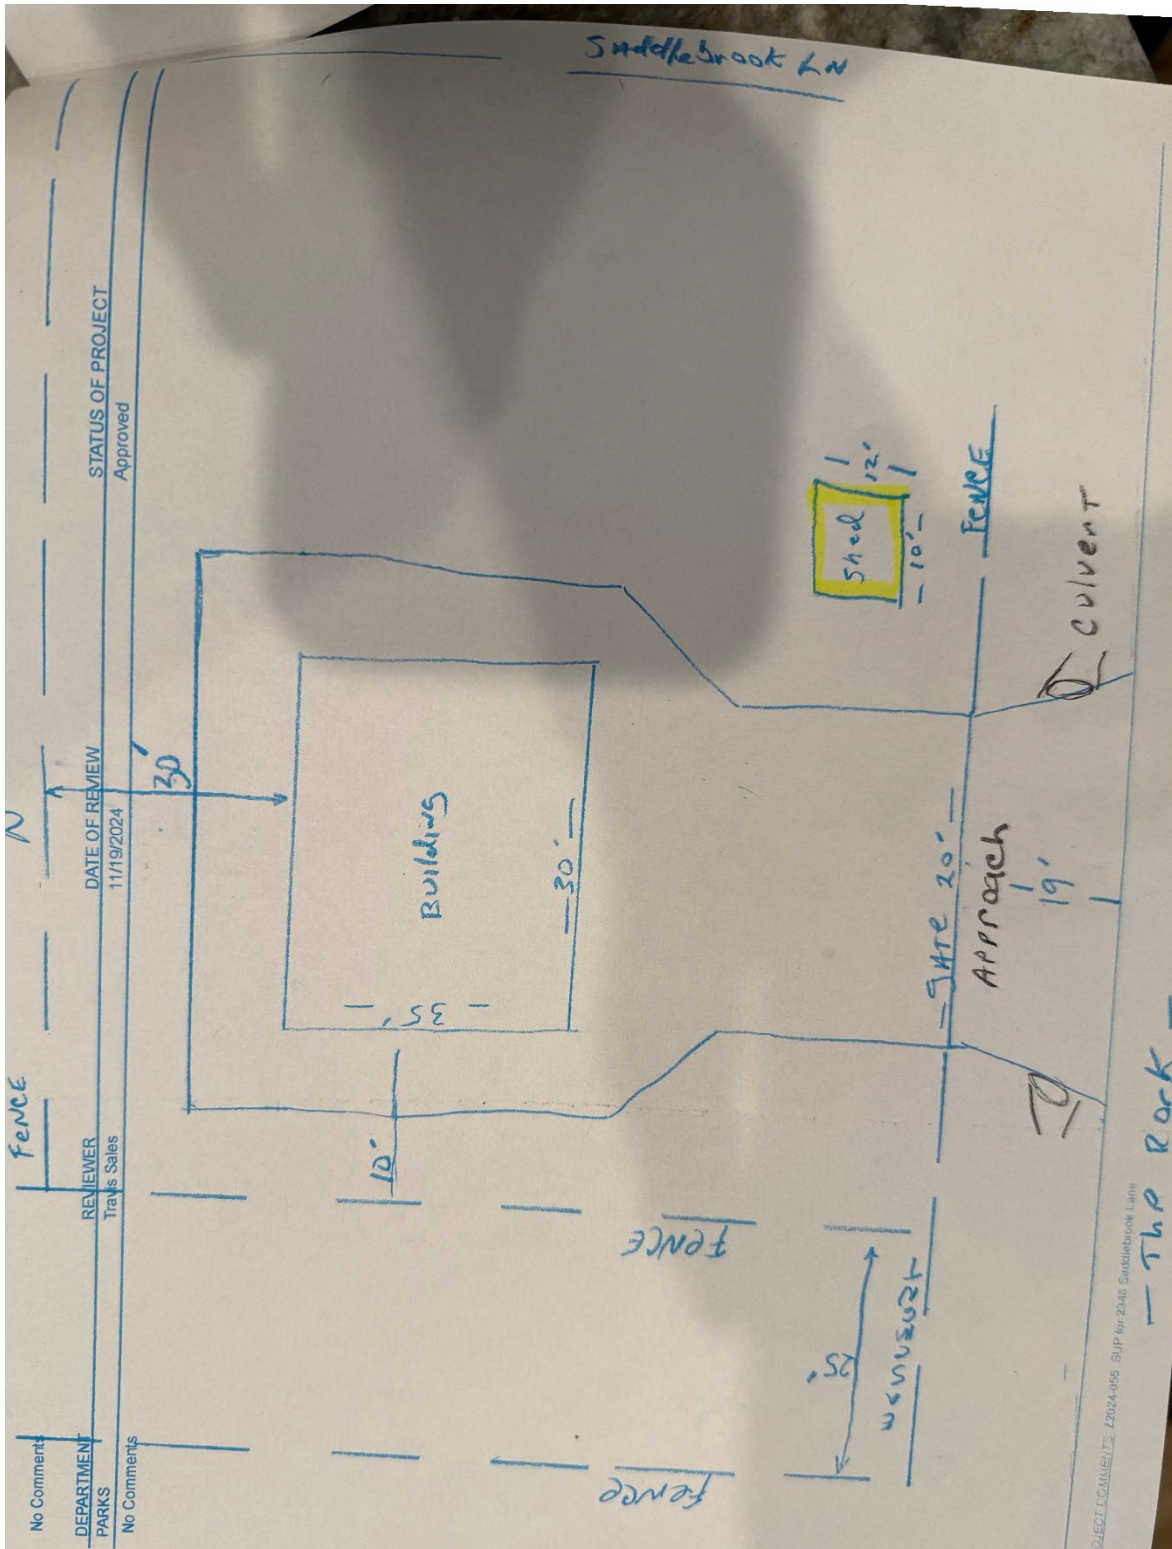 Saddlebrook LN
N
FENCE
No Comments
DEPARTMENT REVIEWER DATE OF REVIEW STATUS OF PROJECT
PARKS Travis Sales 11/19/2024 Approved
No Comments
30'
Building
35'
30'
10'
Shed
12'
10'
FENCE
FENCE
FENCE
25'
GATE 20'
FENCE
APPROACH
19'
CULVERT
OJECT COMMENTS Z2024-055 SUP for 2348 Saddlebrook Lane